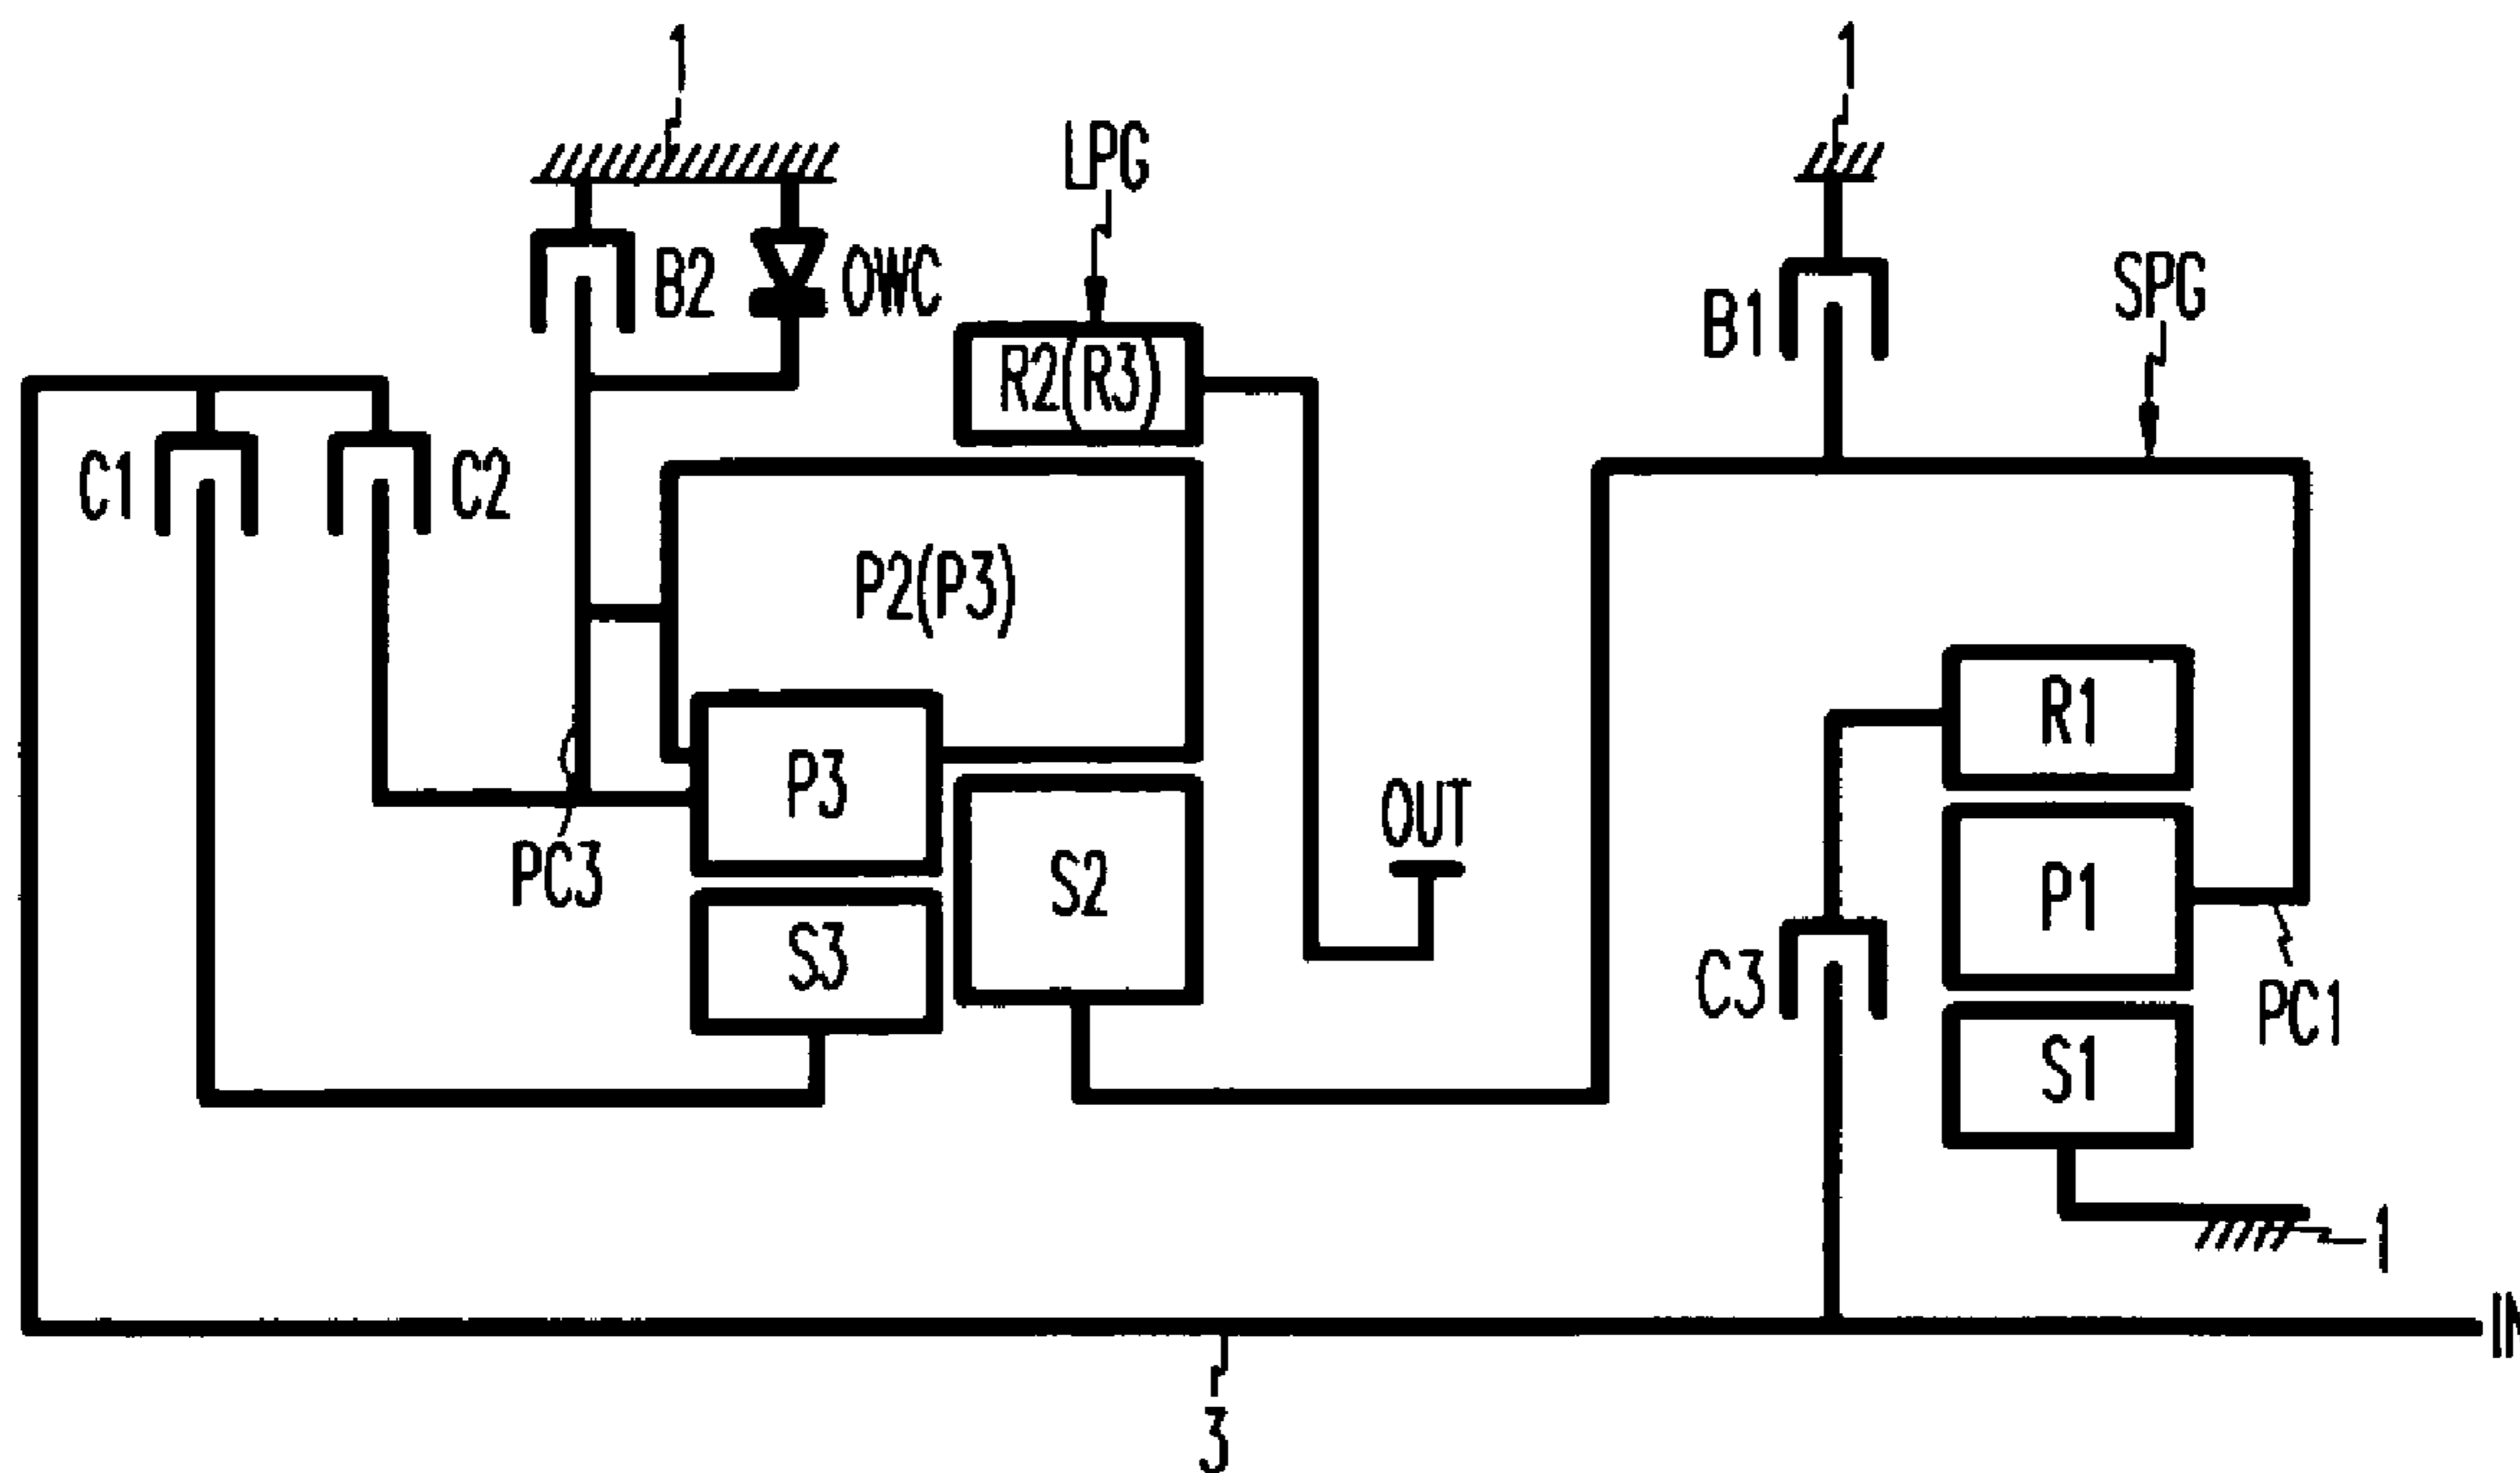 1
1
LPG
SPG
B2
OWC
B1
R2(R3)
C1
C2
P2(P3)
R1
P3
OUT
PC3
S2
P1
S3
C3
PC1
S1
1
3